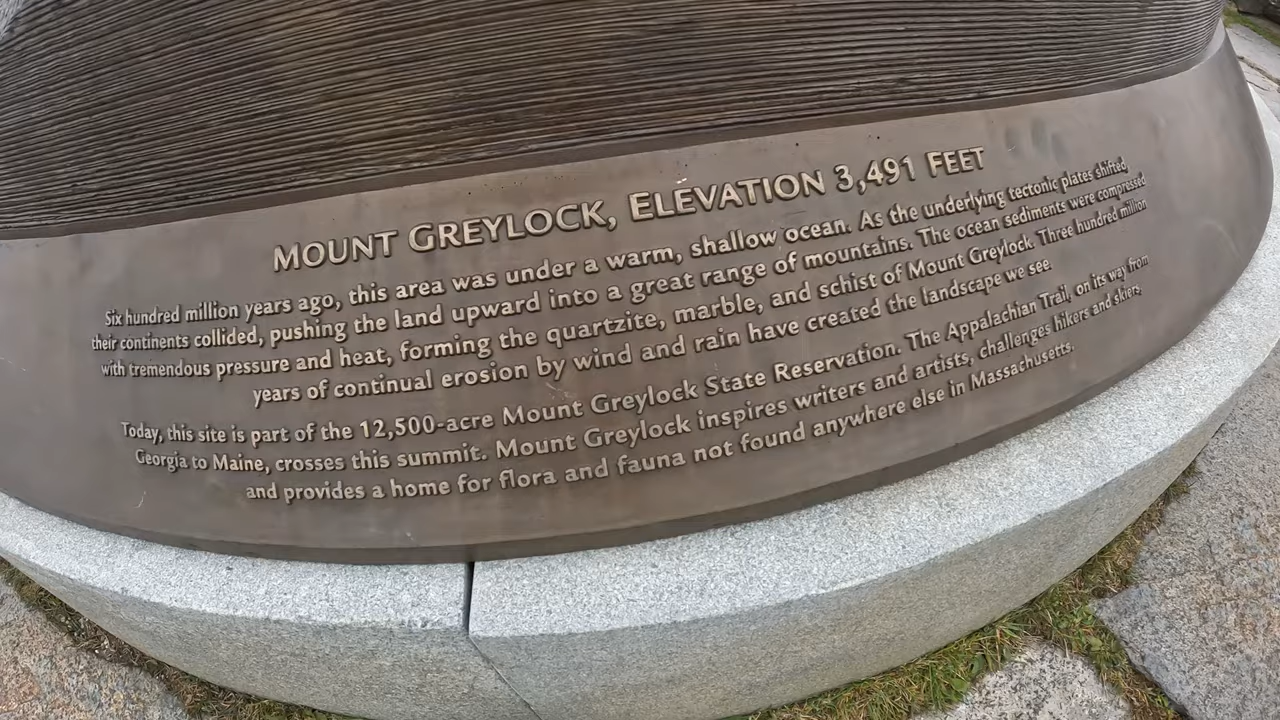 MOUNT GREYLOCK, ELEVATION 3,491 FEET
Six hundred million years ago, this area was under a warm, shallow ocean. As the underlying tectonic plates shifted,
their continents collided, pushing the land upward into a great range of mountains. The ocean sediments were compressed
with tremendous pressure and heat, forming the quartzite, marble, and schist of Mount Greylock. Three hundred million
years of continual erosion by wind and rain have created the landscape we see.
Today, this site is part of the 12,500-acre Mount Greylock State Reservation. The Appalachian Trail, on its way from
Georgia to Maine, crosses this summit. Mount Greylock inspires writers and artists, challenges hikers and skiers,
and provides a home for flora and fauna not found anywhere else in Massachusetts.